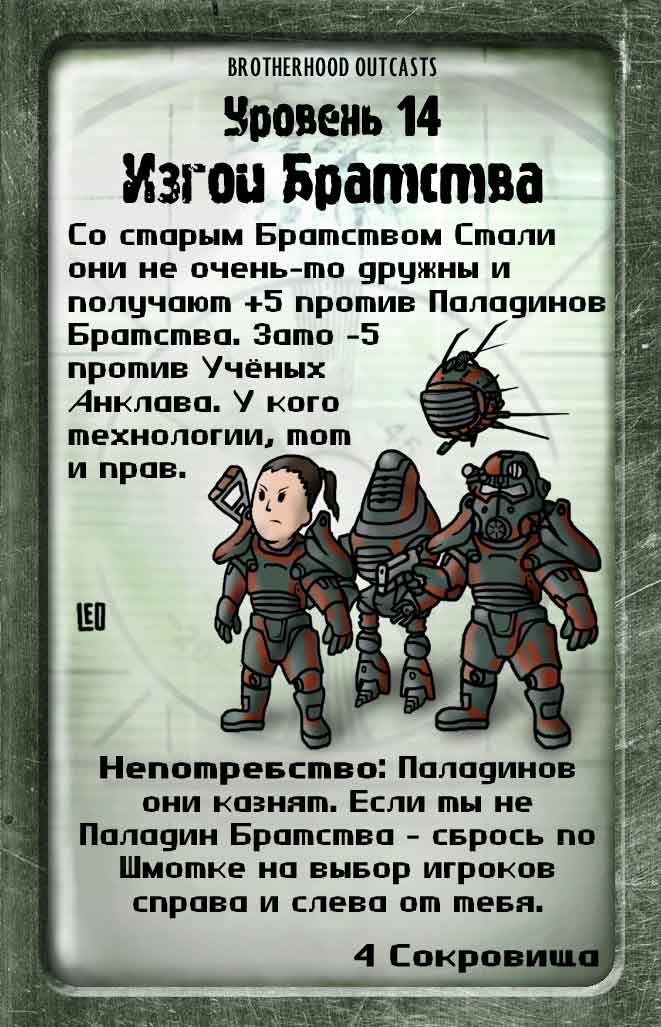 BROTHERHOOD OUTCASTS
Уровень 14
Изгои Братства
Со старым Братством Стали
они не очень-то дружны и
получают +5 против Паладинов
Братства. Зато -5
против Учёных
Анклава. У кого
технологии, тот
и прав.
LEO
Непотребство: Паладинов
они казнят. Если ты не
Паладин Братства - сбрось по
Шмотке на выбор игроков
справа и слева от тебя.
4 Сокровища